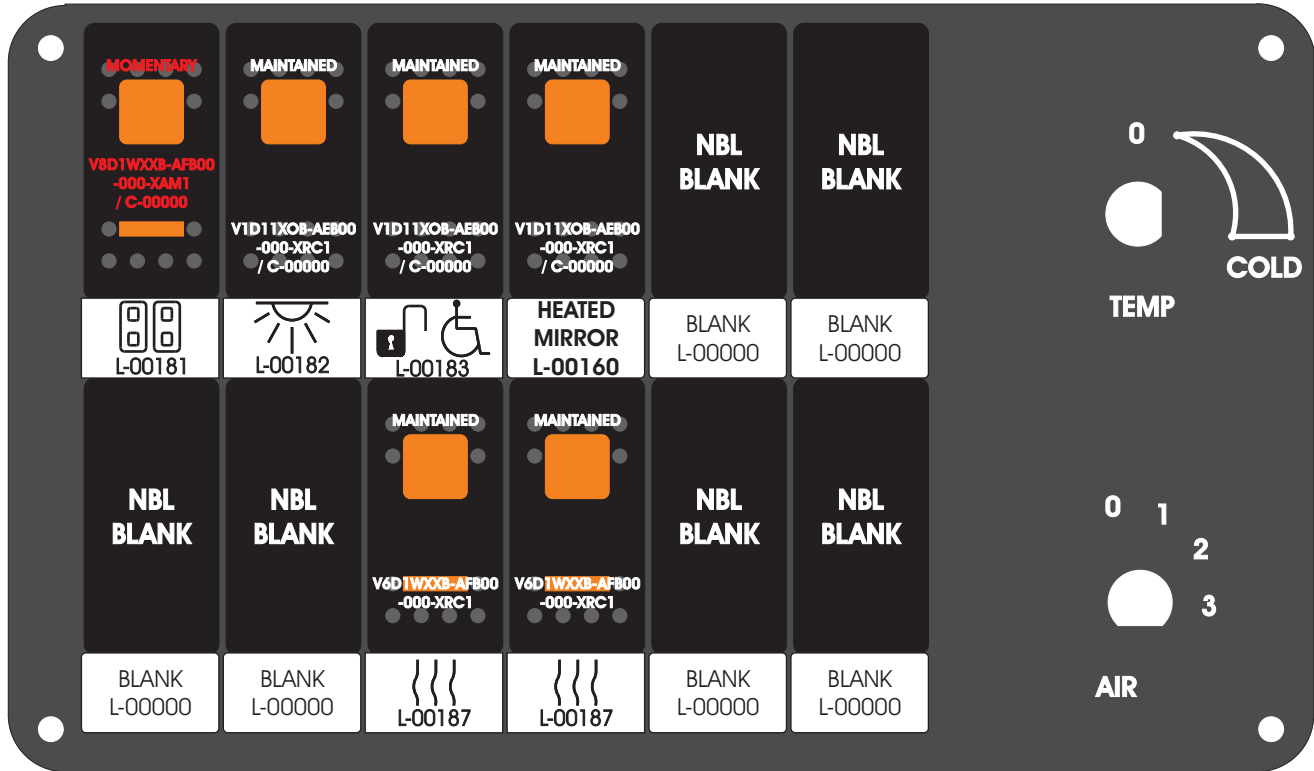 MOMENTARY
V8D1WXXB-AFB00
-000-XAM1
/ C-00000
L-00181
MAINTAINED
V1D11XOB-AEB00
-000-XRC1
/ C-00000
L-00182
MAINTAINED
V1D11XOB-AEB00
-000-XRC1
/ C-00000
L-00183
MAINTAINED
V1D11XOB-AEB00
-000-XRC1
/ C-00000
HEATED
MIRROR
L-00160
NBL
BLANK
BLANK
L-00000
NBL
BLANK
BLANK
L-00000
0
COLD
TEMP
NBL
BLANK
BLANK
L-00000
NBL
BLANK
BLANK
L-00000
MAINTAINED
V6D1WXXB-AFB00
-000-XRC1
L-00187
MAINTAINED
V6D1WXXB-AFB00
-000-XRC1
L-00187
NBL
BLANK
BLANK
L-00000
NBL
BLANK
BLANK
L-00000
0
1
2
3
AIR